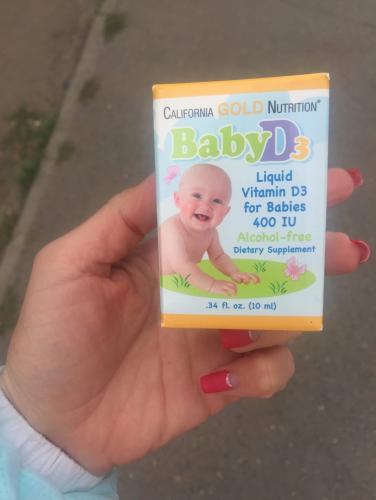 CALIFORNIA GOLD NUTRITION®
BabyD3
Liquid
Vitamin D3
for Babies
400 IU
Alcohol-free
Dietary Supplement
.34 fl. oz. (10 ml)